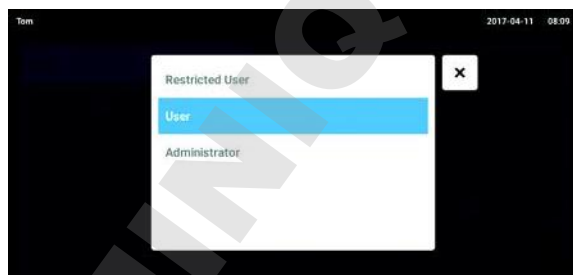 Tom 2017-04-11 08:09
Restricted User
User
Administrator